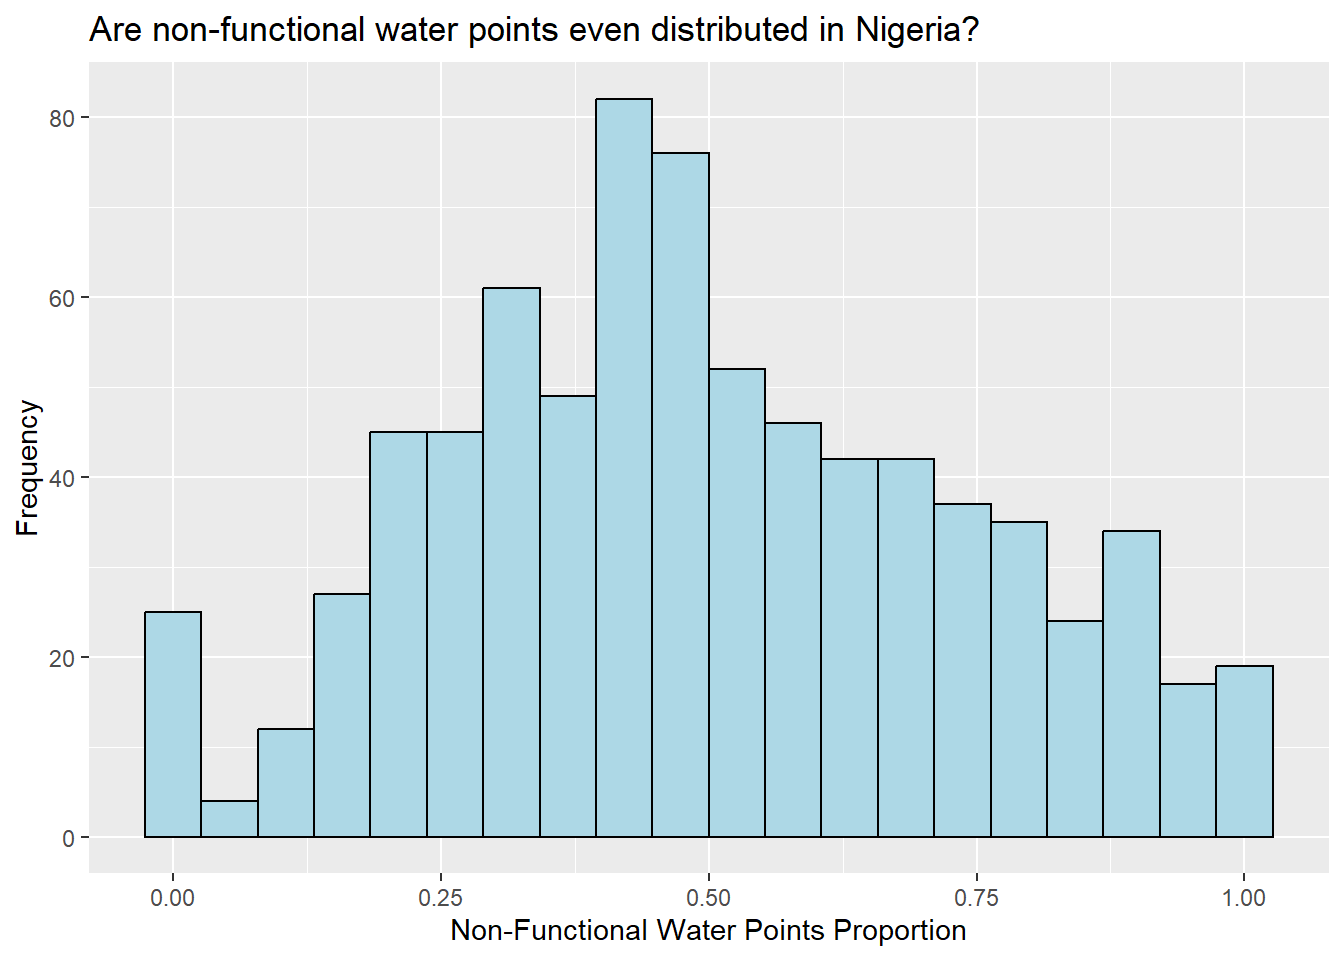 Are non-functional water points even distributed in Nigeria?
80
60
40
20
0
Frequency
0.00 0.25 0.50 0.75 1.00
Non-Functional Water Points Proportion